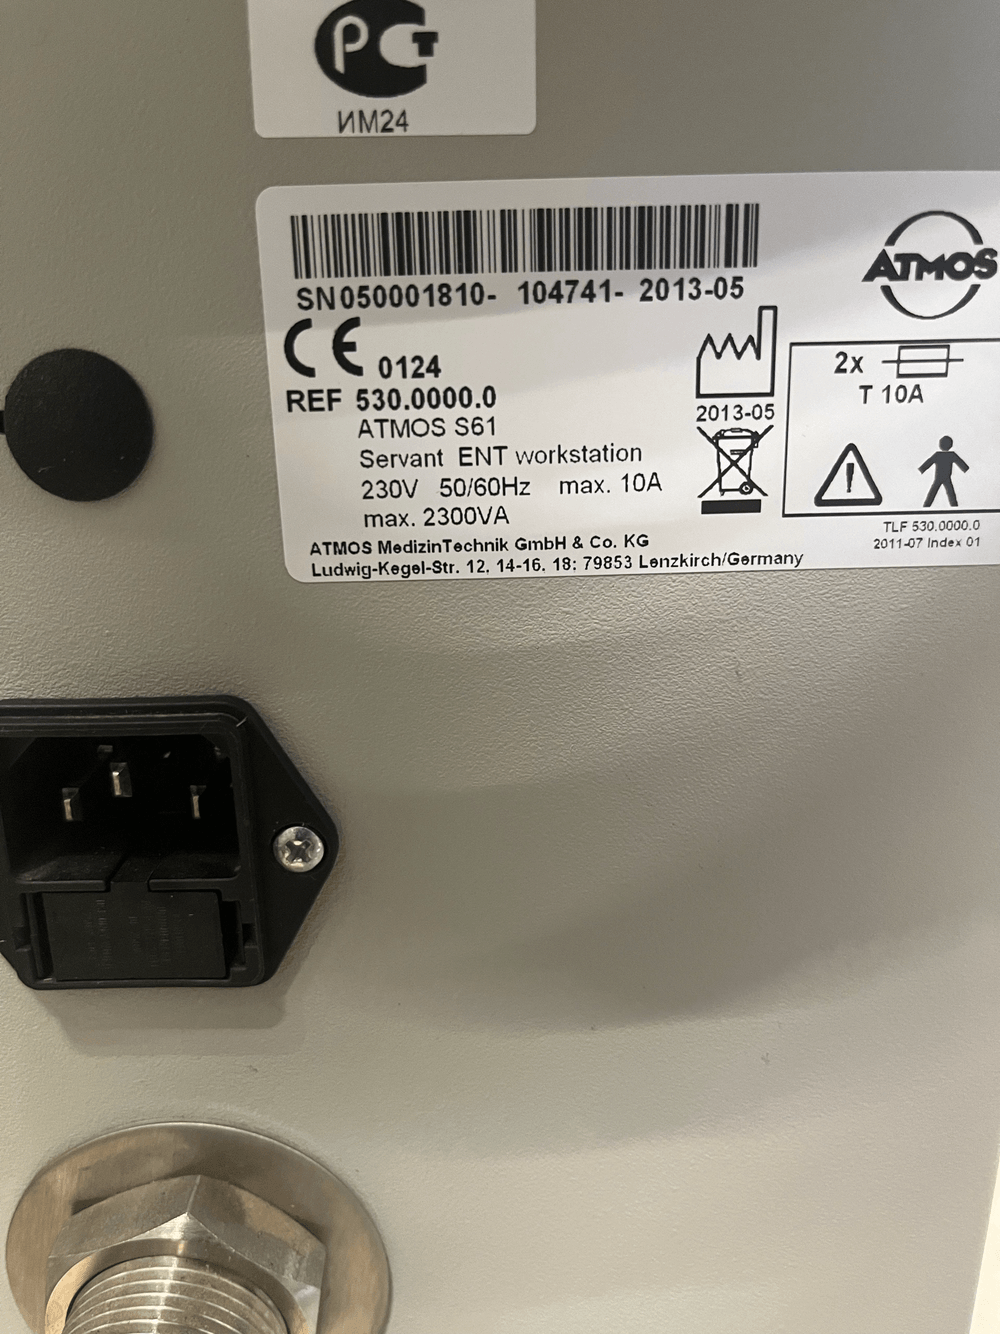 РСТ
ИМ24
SN050001810- 104741- 2013-05
ATMOS
CE 0124
REF 530.0000.0
ATMOS S61
Servant ENT workstation
230V 50/60Hz max. 10A
max. 2300VA
2013-05
2x
T 10A
TLF 530.0000.0
2011-07 Index 01
ATMOS MedizinTechnik GmbH & Co. KG
Ludwig-Kegel-Str. 12, 14-16, 18; 79853 Lenzkirch/Germany